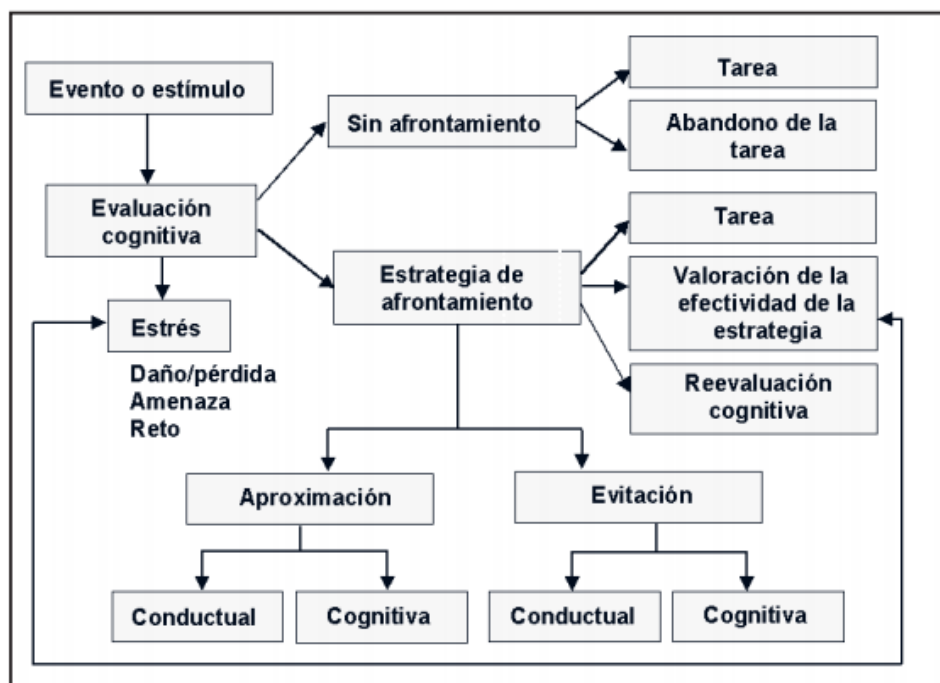 Evento o estímulo
Sin afrontamiento
Tarea
Abandono de la
tarea
Evaluación
cognitiva
Estrategia de
afrontamiento
Tarea
Valoración de la
efectividad de la
estrategia
Reevaluación
cognitiva
Estrés
Daño/pérdida
Amenaza
Reto
Aproximación
Evitación
Conductual
Cognitiva
Conductual
Cognitiva